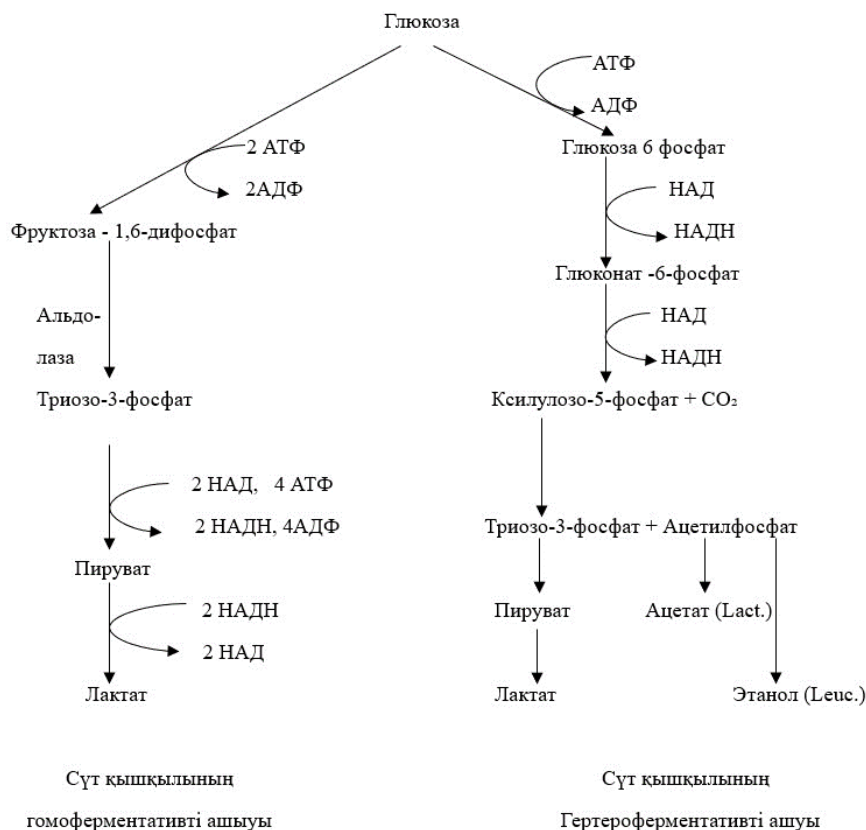 Глюкоза
АТФ
АДФ
2 АТФ
2АДФ
Глюкоза 6 фосфат
НАД
НАДН
Фруктоза - 1,6-дифосфат
Глюконат -6-фосфат
Альдо-
лаза
НАД
НАДН
Триозо-3-фосфат
Ксилулозо-5-фосфат + CO₂
2 НАД, 4 АТФ
2 НАДН, 4АДФ
Триозо-3-фосфат + Ацетилфосфат
Пируват
2 НАДН
2 НАД
Пируват
Ацетат (Lact.)
Лактат
Лактат
Этанол (Leuc.)
Сүт қышқылының
гомоферментативті ашыуы
Сүт қышқылының
Гертероферментативті ашуы